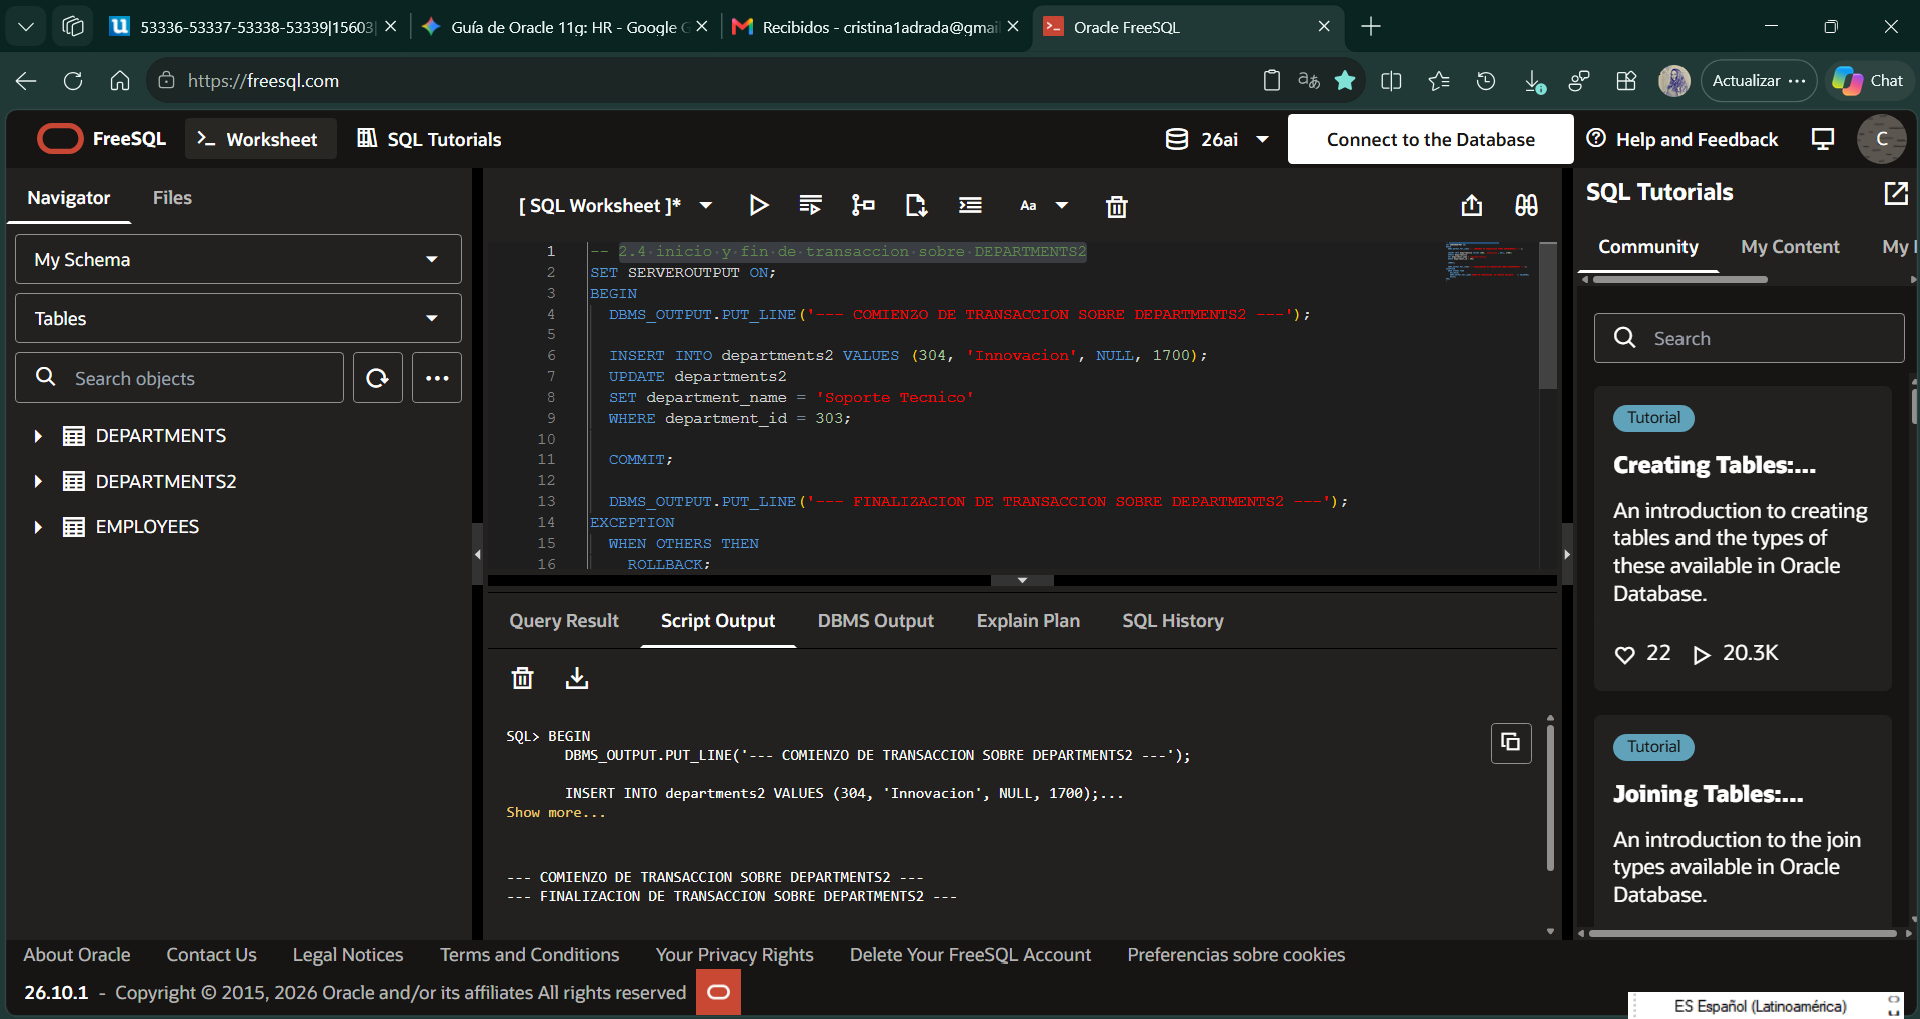 53336-53337-53338-53339|15603|
Guía de Oracle 11g: HR - Google G
Recibidos - cristina1adrada@gmai
Oracle FreeSQL
https://freesql.com
Actualizar
Chat
FreeSQL
>_ Worksheet
SQL Tutorials
26ai
Connect to the Database
Help and Feedback
C
Navigator
Files
My Schema
Tables
Search objects
DEPARTMENTS
DEPARTMENTS2
EMPLOYEES
[ SQL Worksheet ]*
Aa
1 -- 2.4 inicio y fin de transaccion sobre DEPARTMENTS2
2 SET SERVEROUTPUT ON;
3 BEGIN
4 DBMS_OUTPUT.PUT_LINE('--- COMIENZO DE TRANSACCION SOBRE DEPARTMENTS2 ---');
5
6 INSERT INTO departments2 VALUES (304, 'Innovacion', NULL, 1700);
7 UPDATE departments2
8 SET department_name = 'Soporte Tecnico'
9 WHERE department_id = 303;
10
11 COMMIT;
12
13 DBMS_OUTPUT.PUT_LINE('--- FINALIZACION DE TRANSACCION SOBRE DEPARTMENTS2 ---');
14 EXCEPTION
15 WHEN OTHERS THEN
16 ROLLBACK;
Query Result
Script Output
DBMS Output
Explain Plan
SQL History
SQL> BEGIN
DBMS_OUTPUT.PUT_LINE('--- COMIENZO DE TRANSACCION SOBRE DEPARTMENTS2 ---');
INSERT INTO departments2 VALUES (304, 'Innovacion', NULL, 1700);...
Show more...
--- COMIENZO DE TRANSACCION SOBRE DEPARTMENTS2 ---
--- FINALIZACION DE TRANSACCION SOBRE DEPARTMENTS2 ---
SQL Tutorials
Community
My Content
My
Search
Tutorial
Creating Tables:...
An introduction to creating
tables and the types of
these available in Oracle
Database.
22
20.3K
Tutorial
Joining Tables:...
An introduction to the join
types available in Oracle
Database.
About Oracle
Contact Us
Legal Notices
Terms and Conditions
Your Privacy Rights
Delete Your FreeSQL Account
Preferencias sobre cookies
26.10.1 - Copyright © 2015, 2026 Oracle and/or its affiliates All rights reserved
ES Español (Latinoamérica)